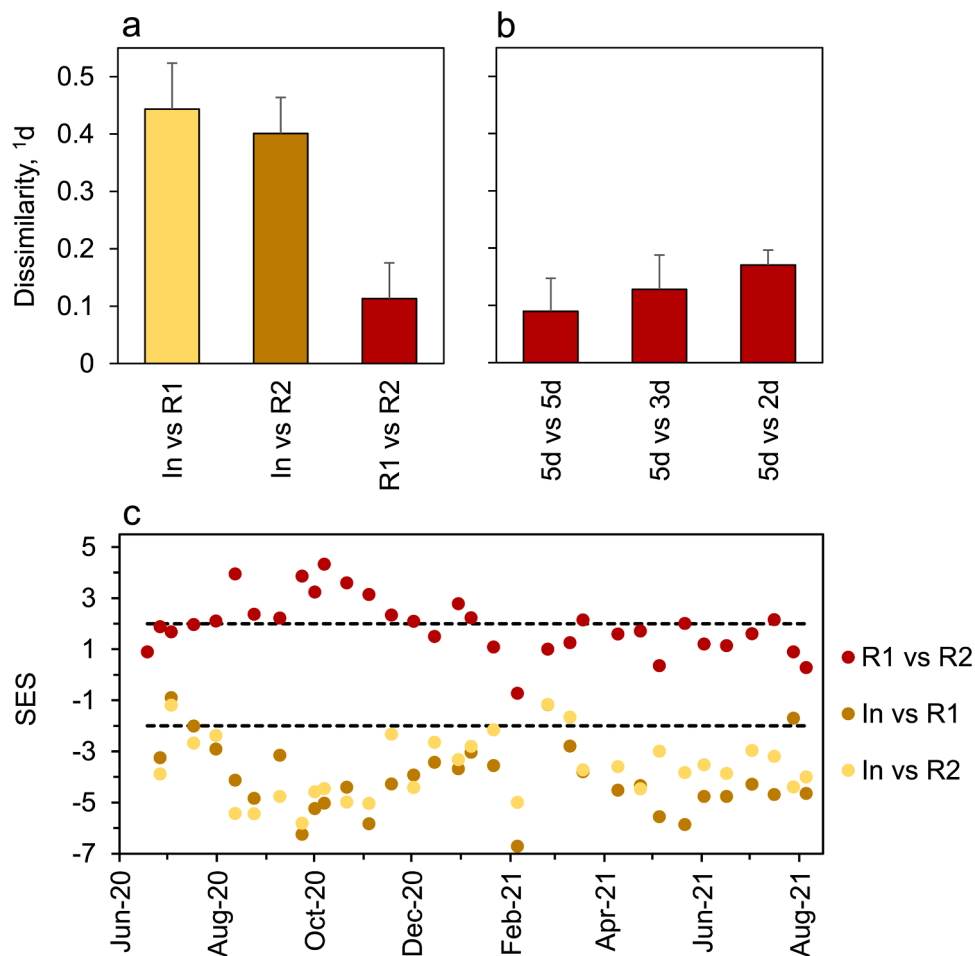 a
b
Dissimilarity, ¹d
0.5
0.4
0.3
0.2
0.1
0
In vs R1
In vs R2
R1 vs R2
5d vs 5d
5d vs 3d
5d vs 2d
c
SES
5
3
1
-1
-3
-5
-7
Jun-20
Aug-20
Oct-20
Dec-20
Feb-21
Apr-21
Jun-21
Aug-21
R1 vs R2
In vs R1
In vs R2